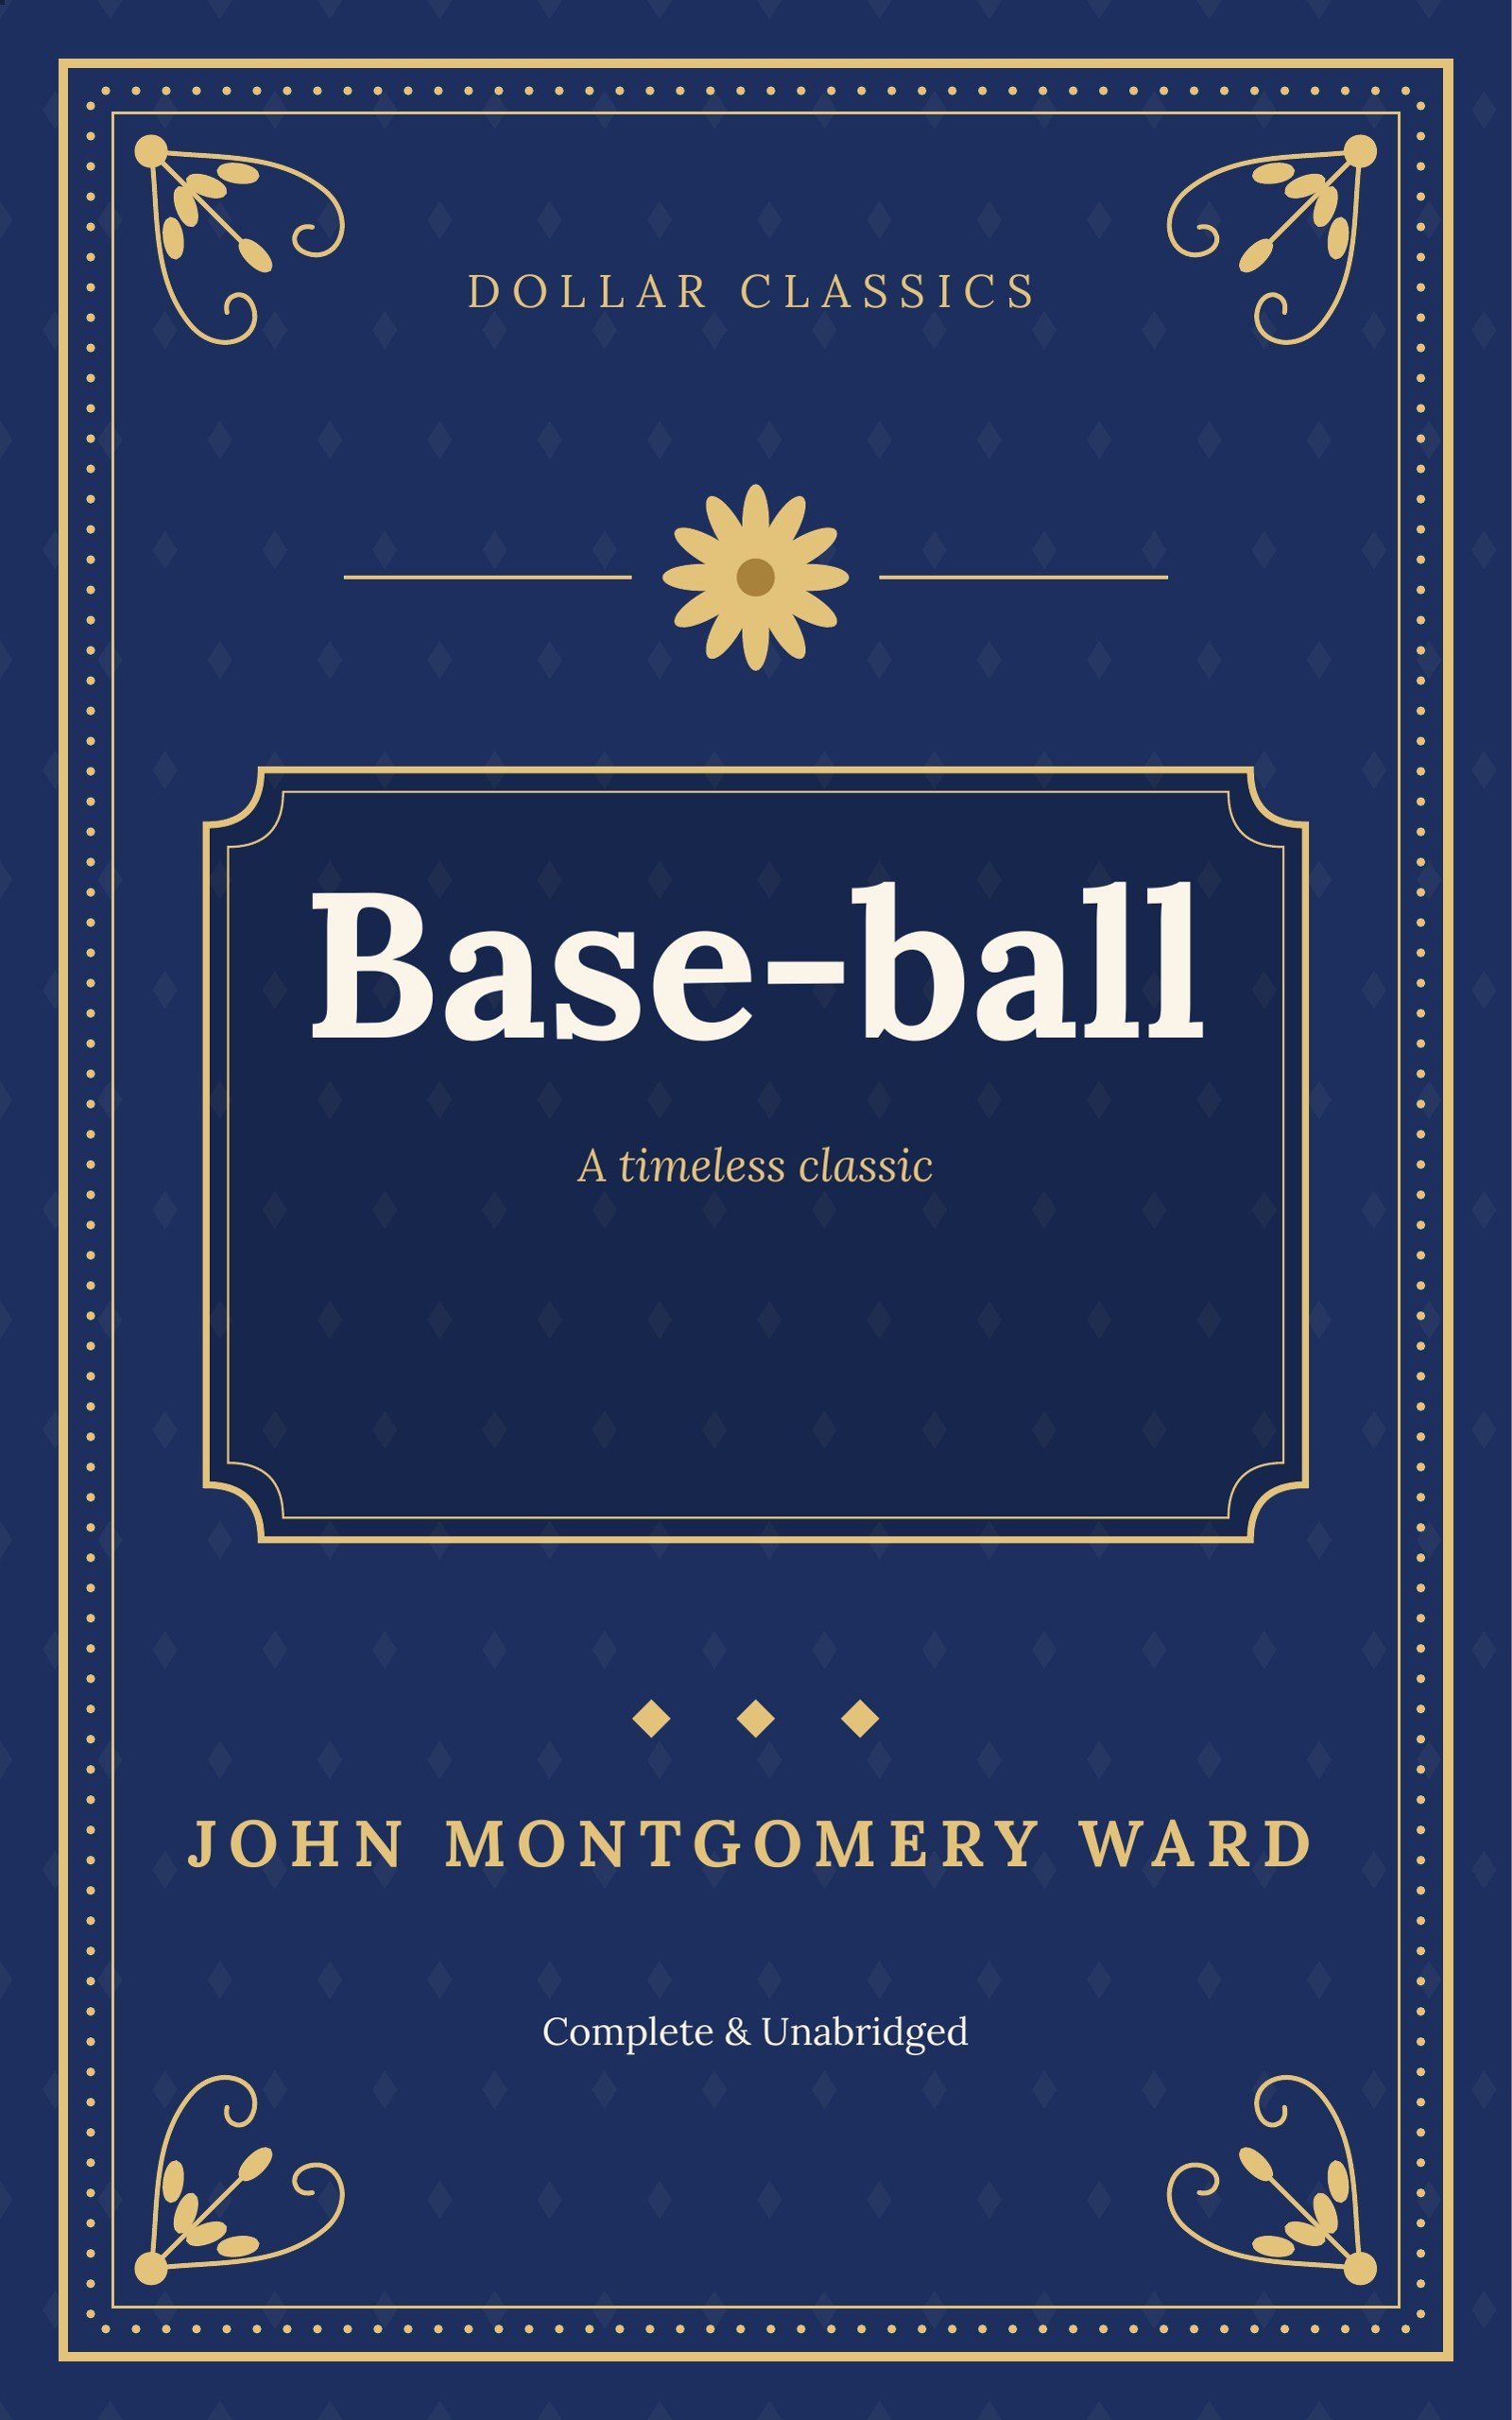 DOLLAR CLASSICS
Base-ball
A timeless classic
JOHN MONTGOMERY WARD
Complete & Unabridged